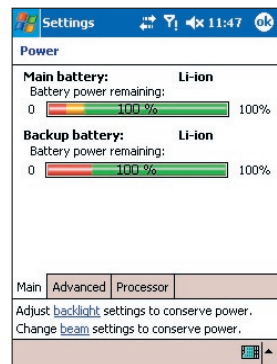 Settings 11:47 ok
Power
Main battery: Li-ion
Battery power remaining:
0 100 % 100%
Backup battery: Li-ion
Battery power remaining:
0 100 % 100%
Main Advanced Processor
Adjust backlight settings to conserve power.
Change beam settings to conserve power.